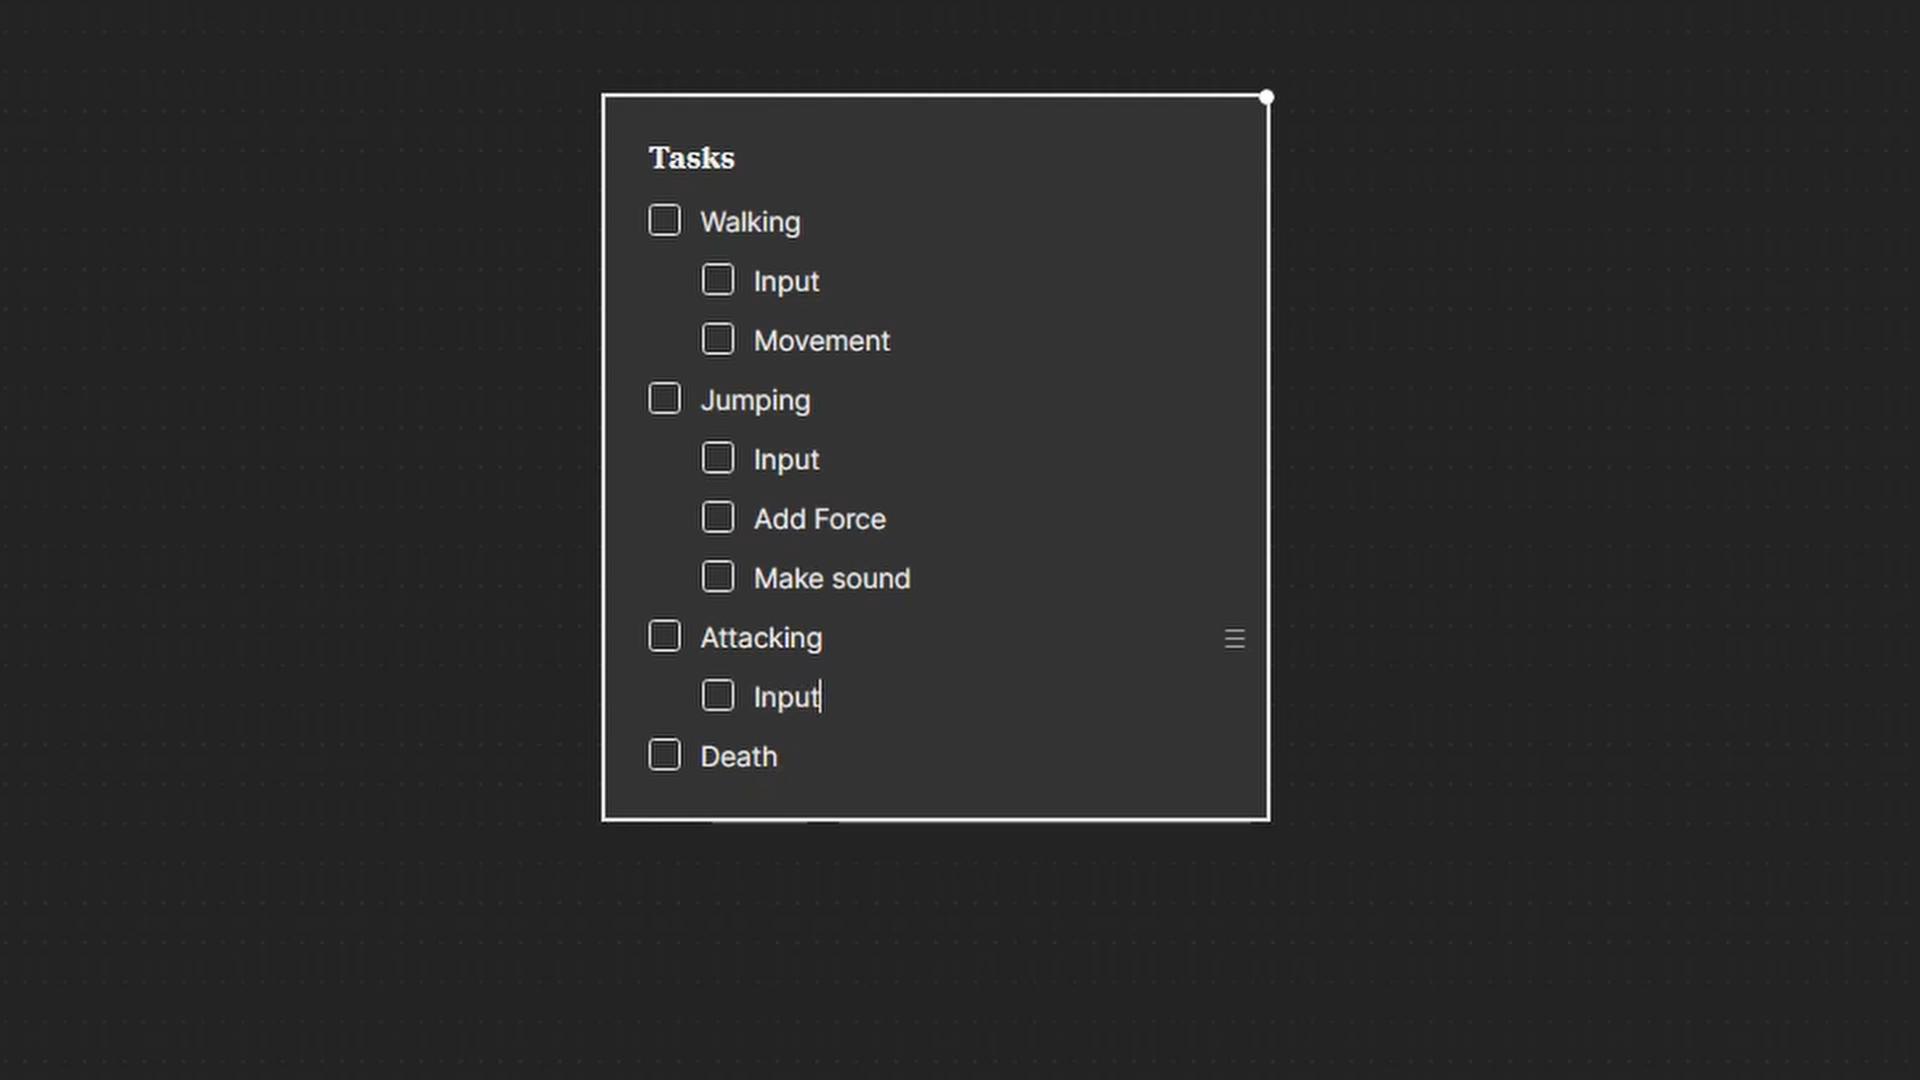 Tasks
Walking
Input
Movement
Jumping
Input
Add Force
Make sound
Attacking
Input
Death